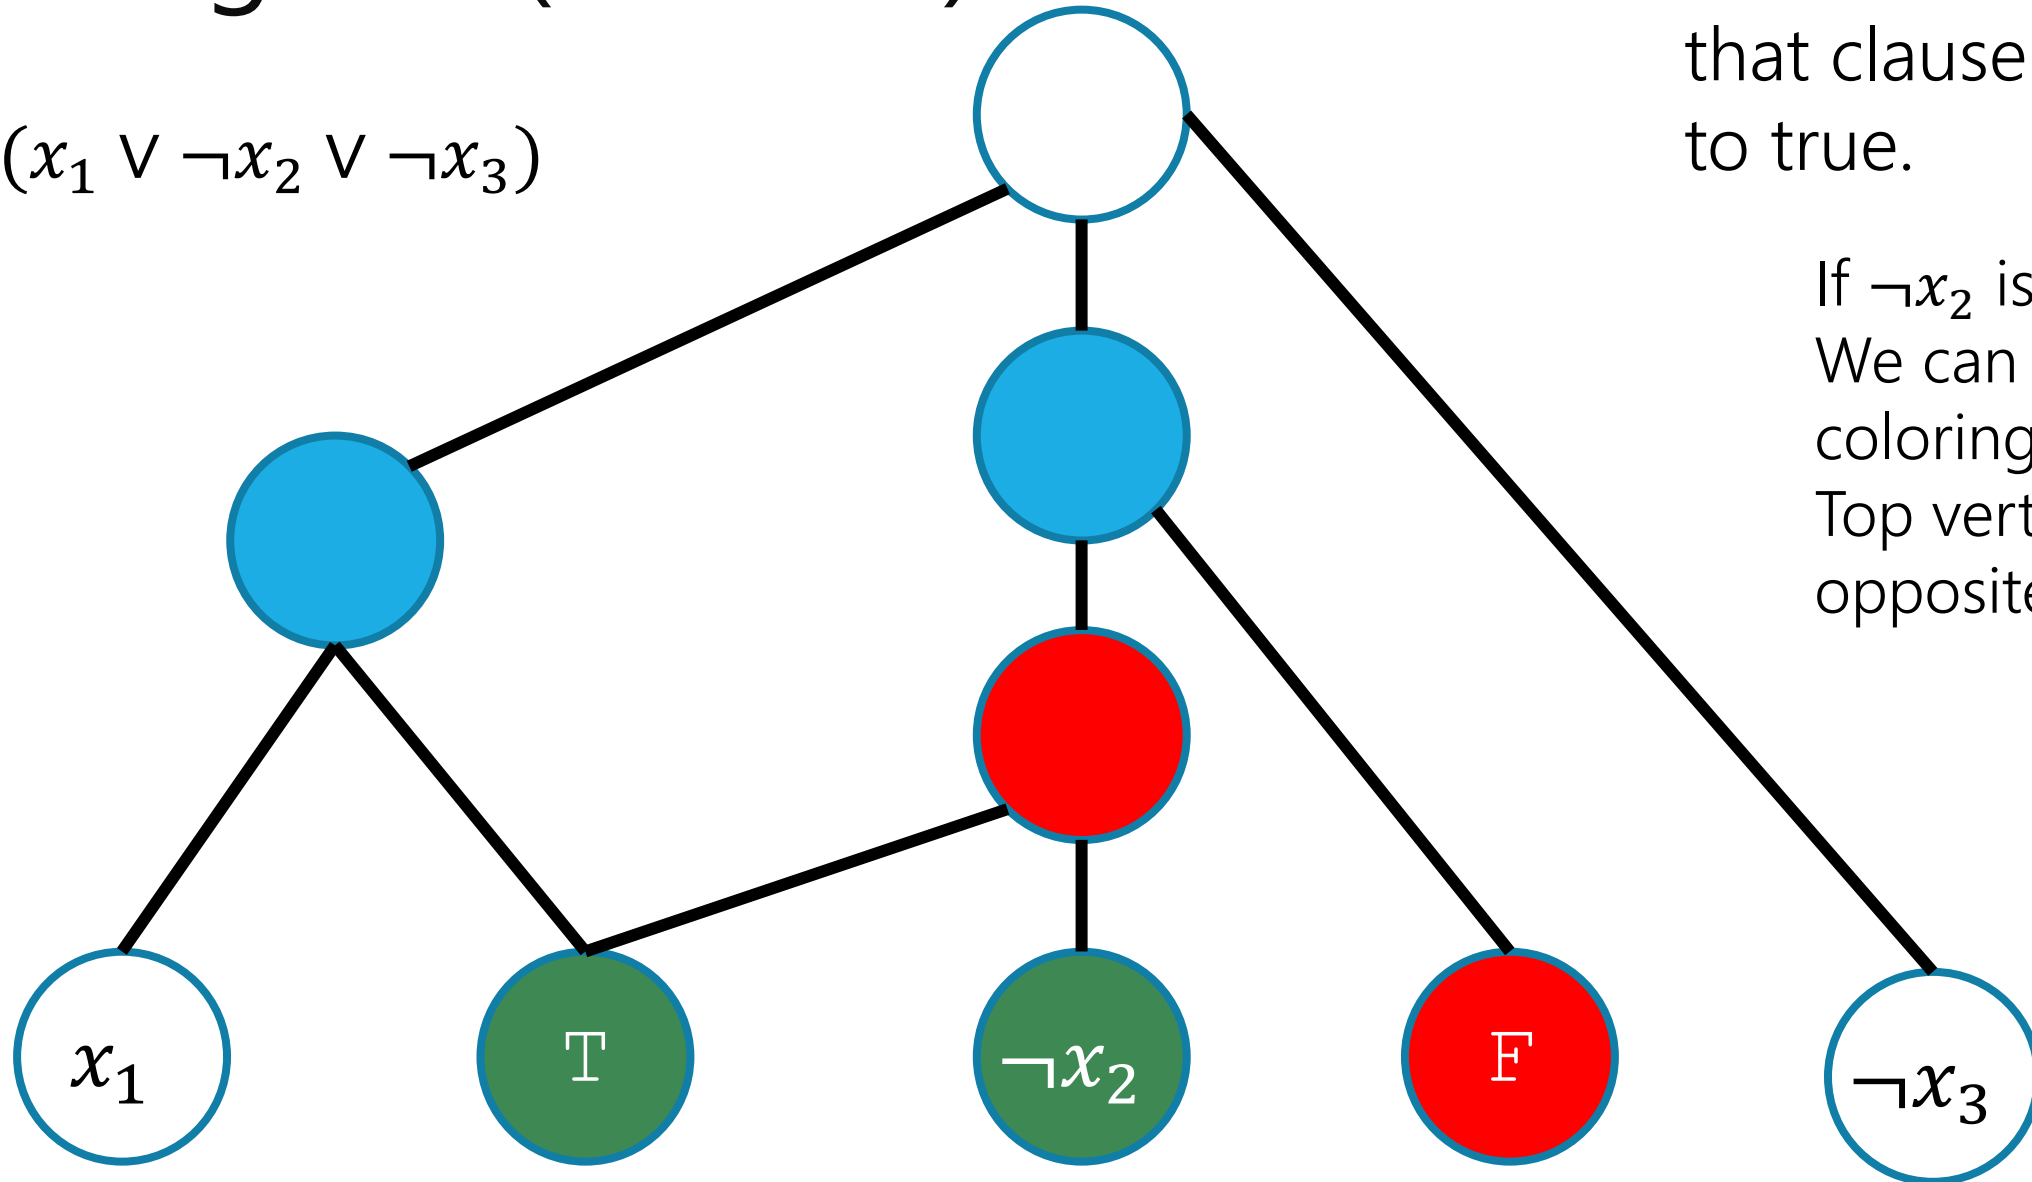 that clause
to true.
(x₁ ∨ ¬x₂ ∨ ¬x₃)
If ¬x₂ is
We can
coloring
Top vert
opposite
x₁
T
¬x₂
F
¬x₃